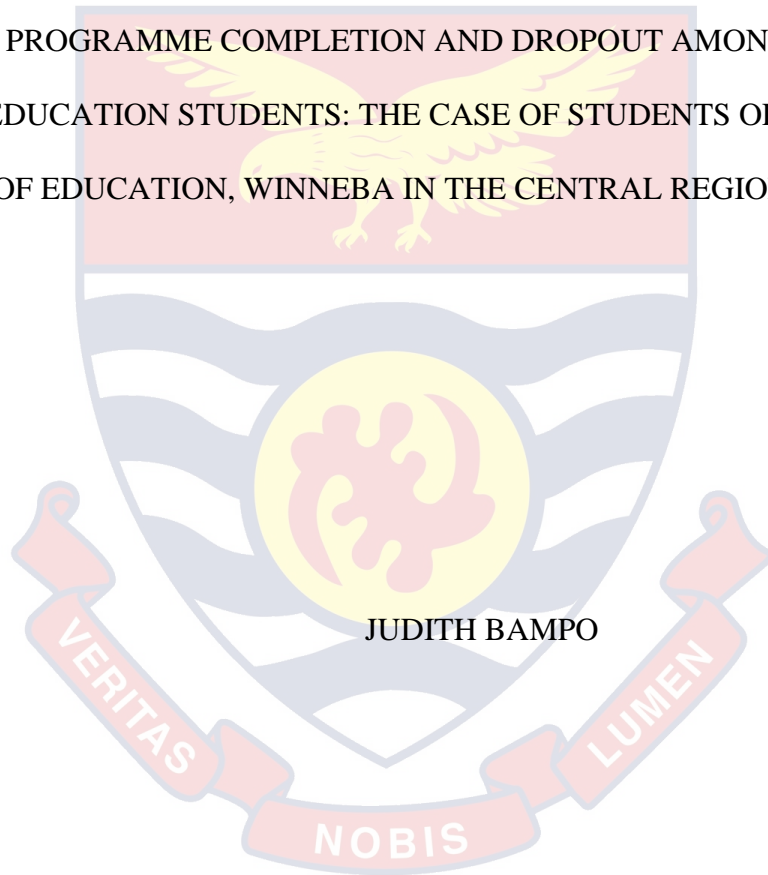 PROGRAMME COMPLETION AND DROPOUT AMON
EDUCATION STUDENTS: THE CASE OF STUDENTS O
OF EDUCATION, WINNEBA IN THE CENTRAL REGIO
JUDITH BAMPO
VERITAS
NOBIS
LUMEN